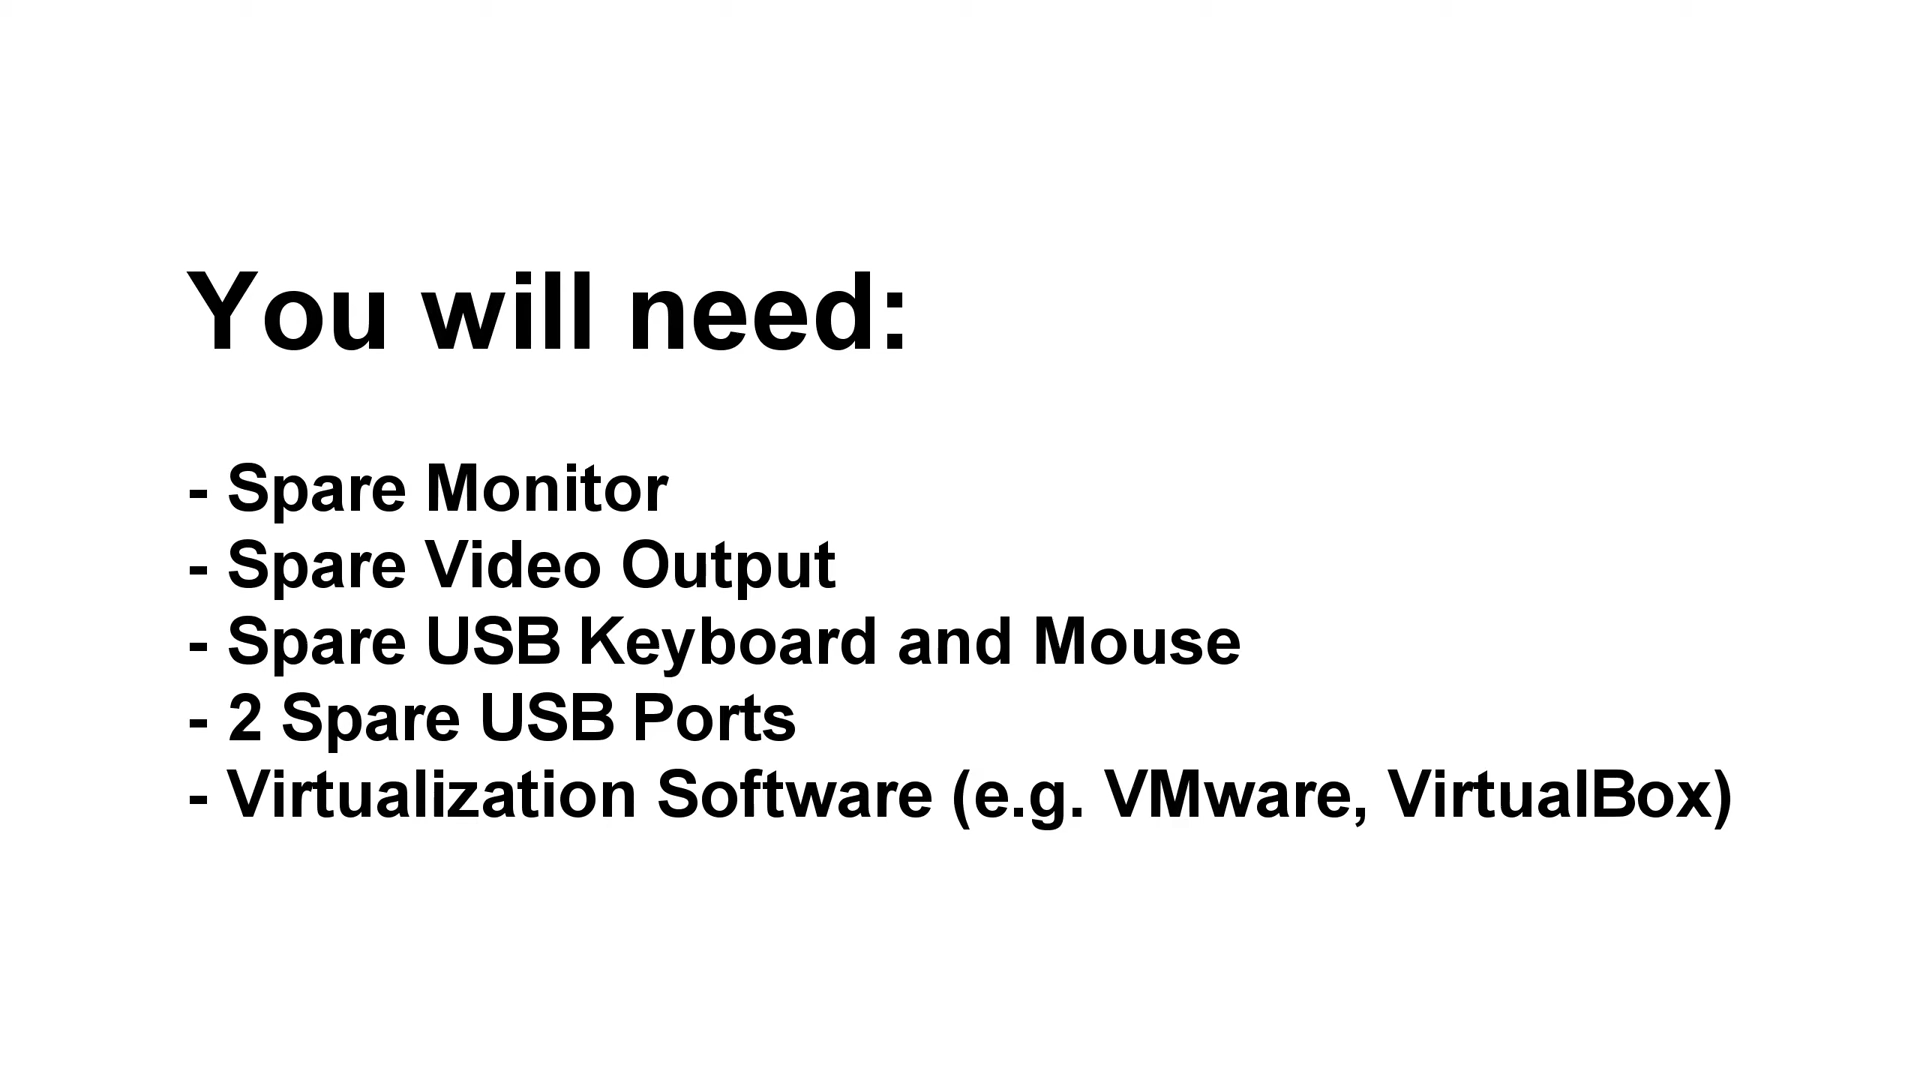 You will need:
- Spare Monitor
- Spare Video Output
- Spare USB Keyboard and Mouse
- 2 Spare USB Ports
- Virtualization Software (e.g. VMware, VirtualBox)